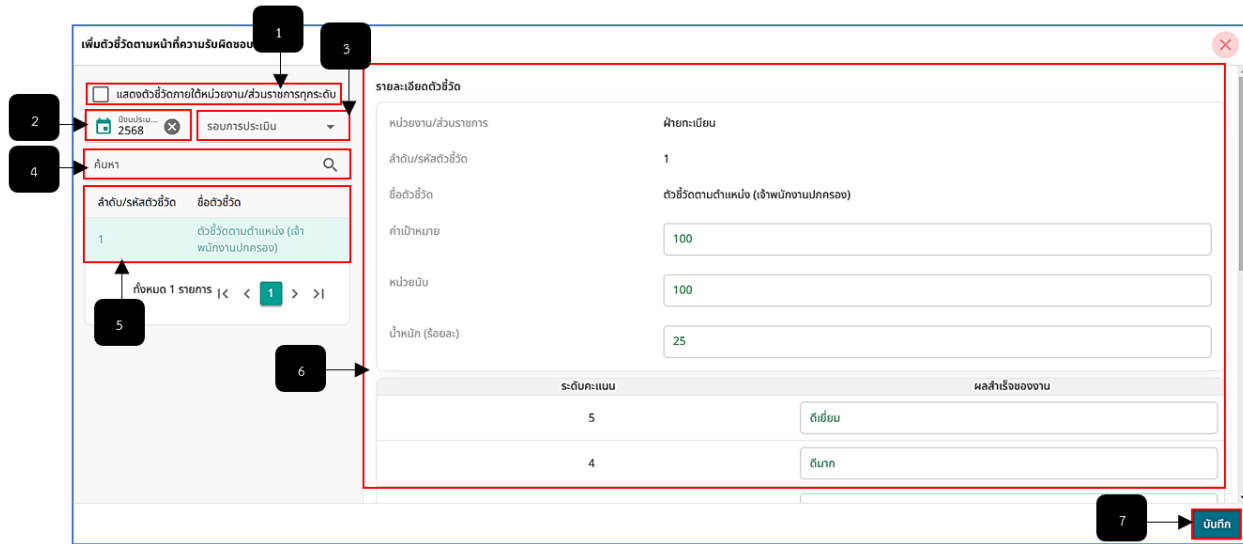 1
เพิ่มตัวชี้วัดตามหน้าที่ความรับผิดชอบ
3
แสดงตัวชี้วัดภายใต้หน่วยงาน/ส่วนราชการทุกระดับ
2
ปีงบประม...
2568
รอบการประเมิน
4
ค้นหา
ลำดับ/รหัสตัวชี้วัด ชื่อตัวชี้วัด
1 ตัวชี้วัดตามตำแหน่ง (เจ้า
พนักงานปกครอง)
ทั้งหมด 1 รายการ 1
5
รายละเอียดตัวชี้วัด
หน่วยงาน/ส่วนราชการ ฝ่ายทะเบียน
ลำดับ/รหัสตัวชี้วัด 1
ชื่อตัวชี้วัด ตัวชี้วัดตามตำแหน่ง (เจ้าพนักงานปกครอง)
ค่าเป้าหมาย 100
หน่วยนับ 100
น้ำหนัก (ร้อยละ) 25
6
ระดับคะแนน ผลสำเร็จของงาน
5 ดีเยี่ยม
4 ดีมาก
7
บันทึก